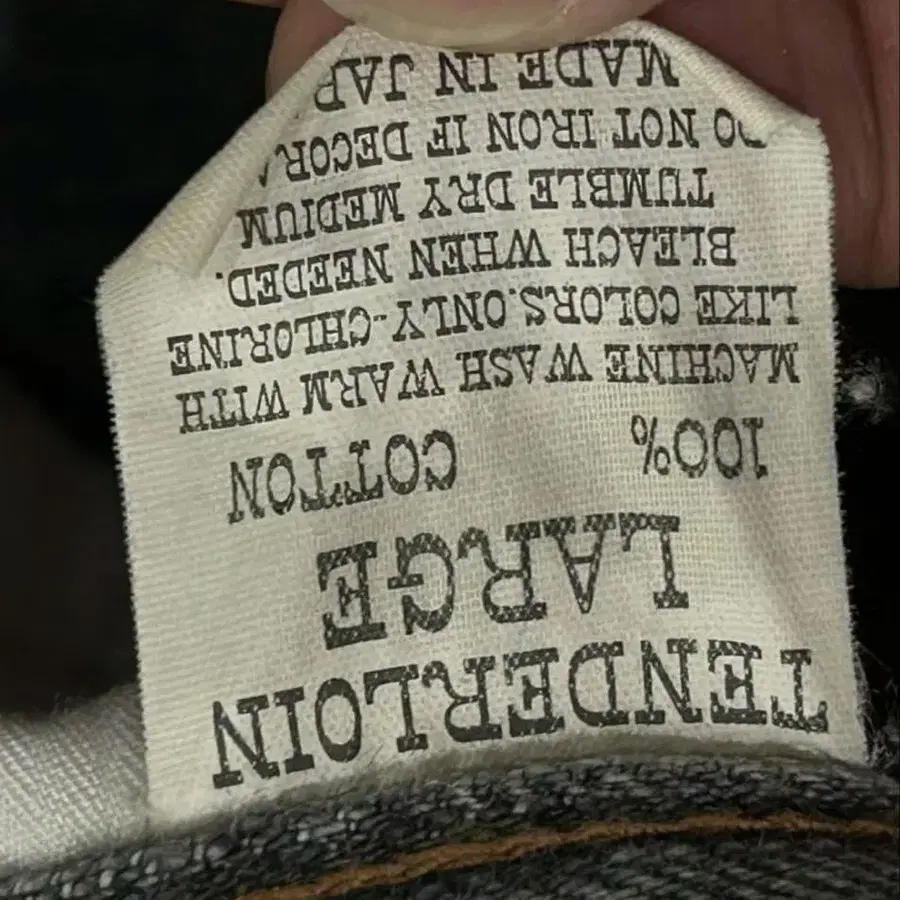 TENDERLOIN
LARGE
100% COTTON
MACHINE WASH WARM WITH
LIKE COLORS.ONLY-CHLORINE
BLEACH WHEN NEEDED.
TUMBLE DRY MEDIUM
DO NOT IRON IF
MADE IN